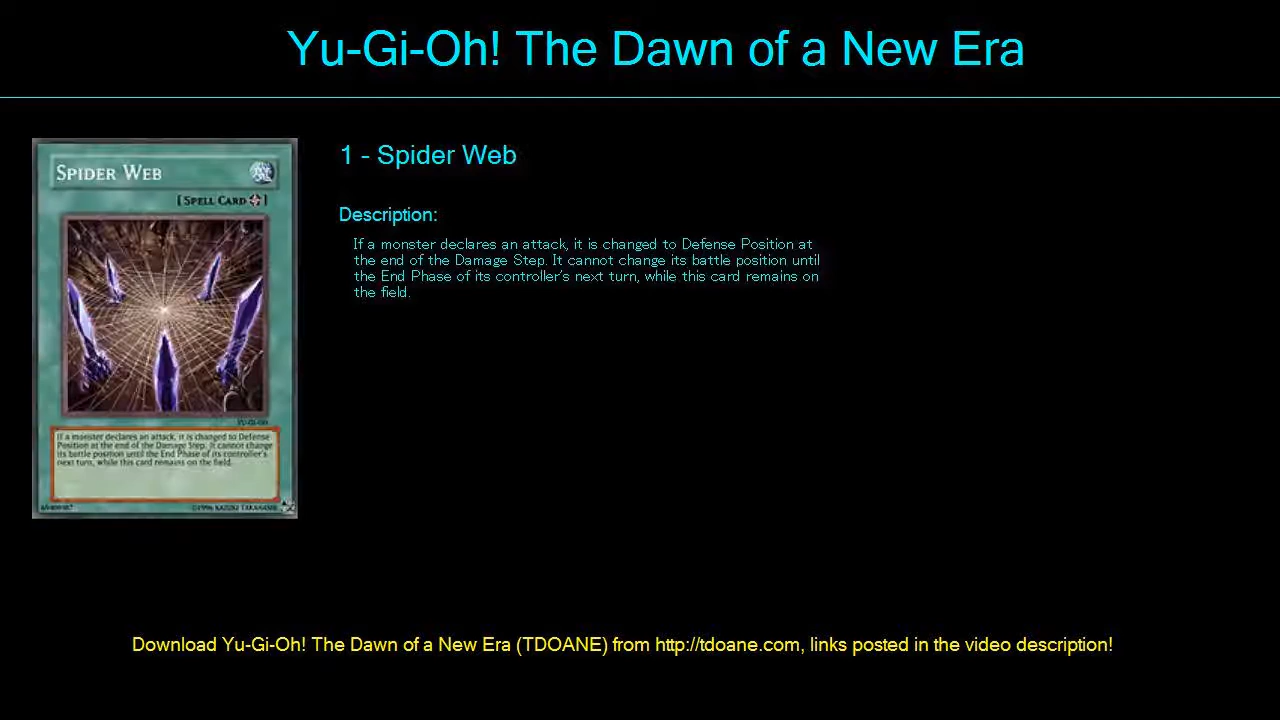 Yu-Gi-Oh! The Dawn of a New Era
SPIDER WEB
[SPELL CARD]
If a monster declares an attack, it is changed to Defense
Position at the end of the Damage Step. It cannot change
its battle position until the End Phase of its controller's
next turn, while this card remains on the field.
©1996 KAZUKI TAKAHASHI
1 - Spider Web
Description:
If a monster declares an attack, it is changed to Defense Position at
the end of the Damage Step. It cannot change its battle position until
the End Phase of its controller's next turn, while this card remains on
the field.
Download Yu-Gi-Oh! The Dawn of a New Era (TDOANE) from http://tdoane.com, links posted in the video description!